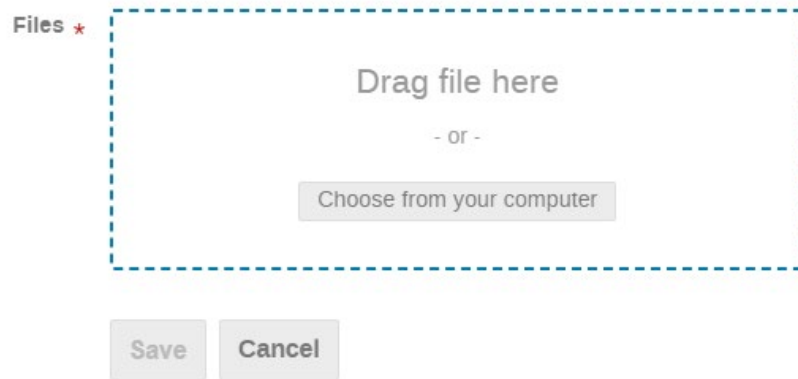 Files *
Drag file here
- or -
Choose from your computer
Save Cancel